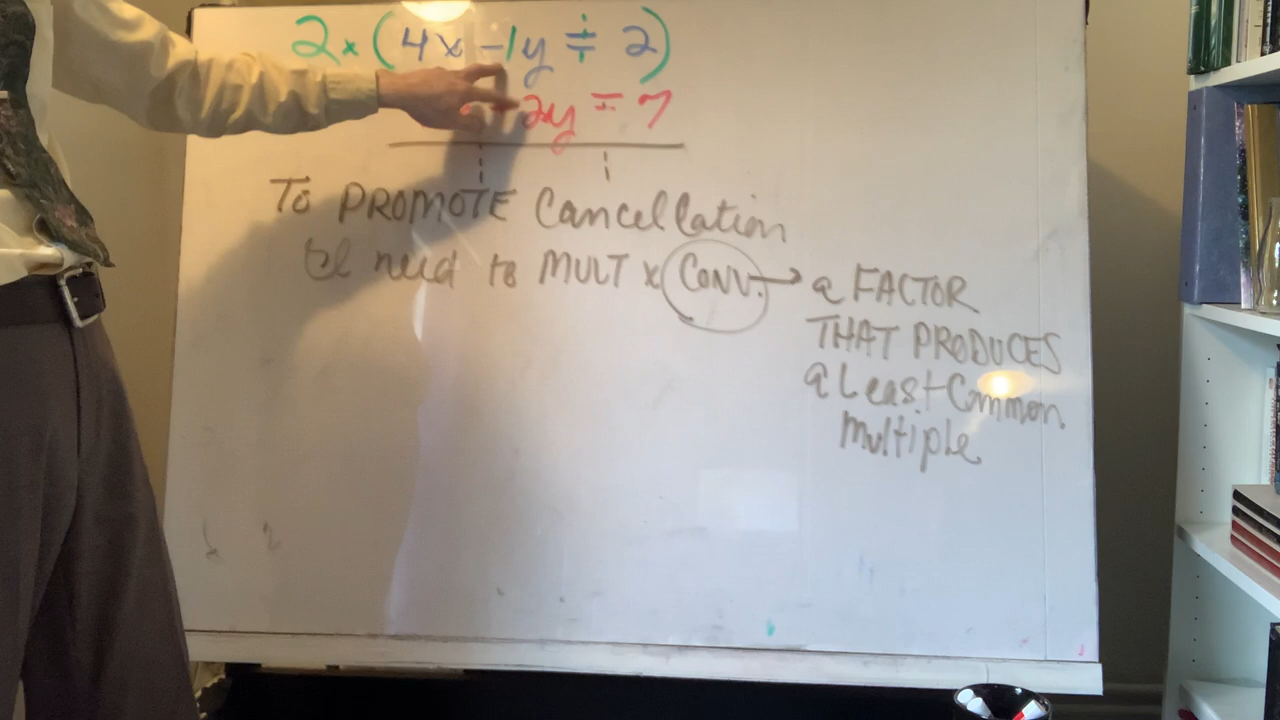 2 x (4x -1y = 2)
2y = 7
To PROMOTE Cancellation
I need to MULT x CONV. → a FACTOR
THAT PRODUCES
a Least Common
multiple